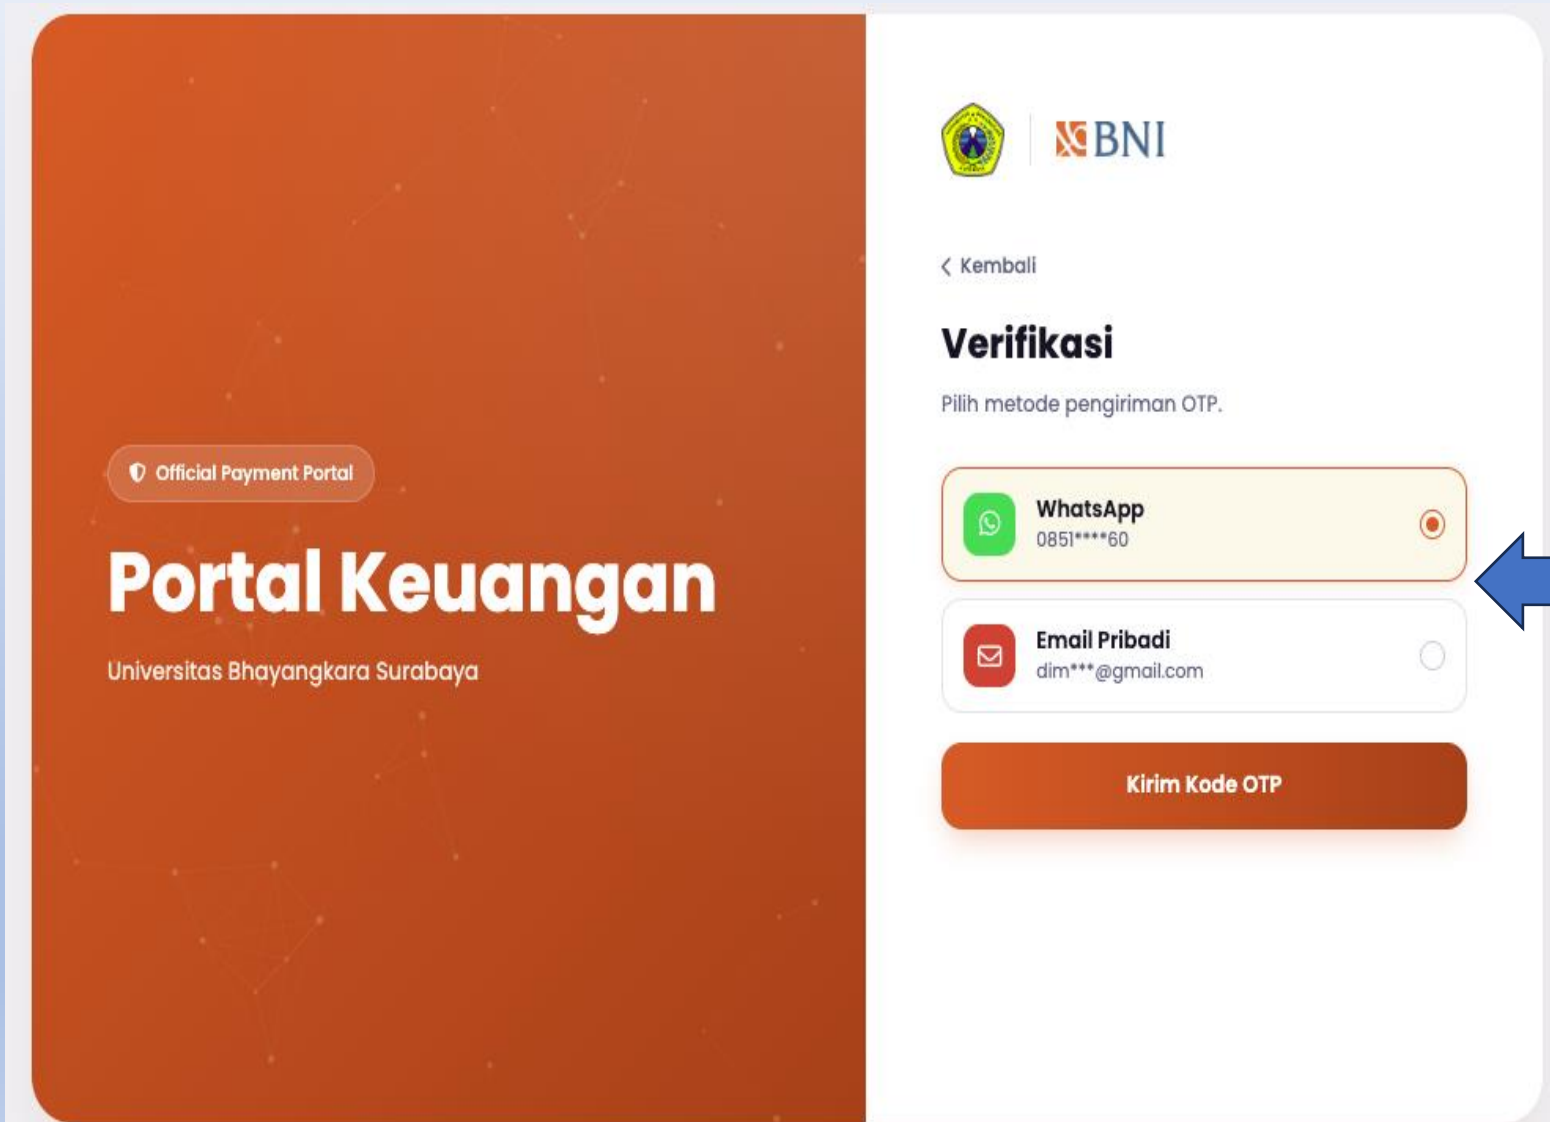 Official Payment Portal
Portal Keuangan
Universitas Bhayangkara Surabaya
BNI
Kembali
Verifikasi
Pilih metode pengiriman OTP.
WhatsApp
0851****60
Email Pribadi
dim***@gmail.com
Kirim Kode OTP